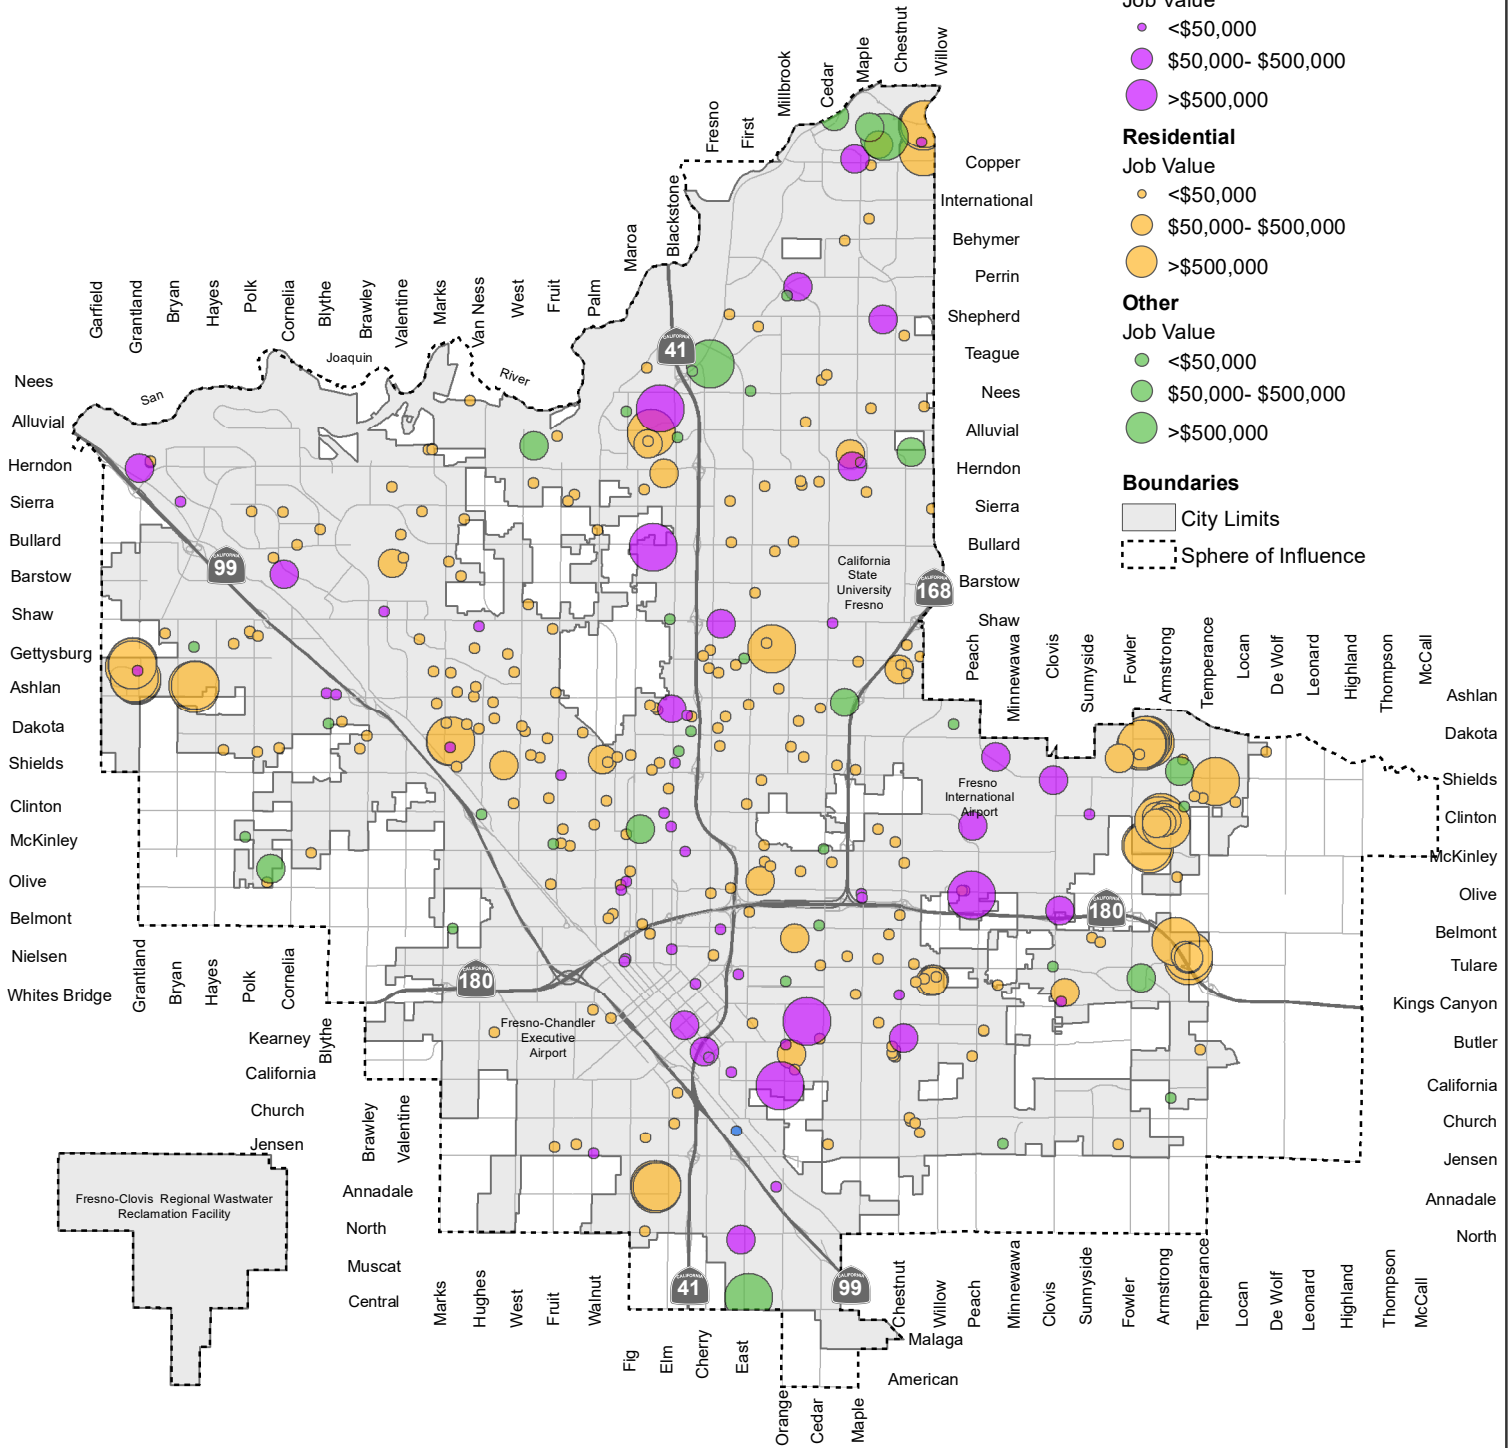 Job Value
<$50,000
$50,000- $500,000
>$500,000
Residential
Job Value
<$50,000
$50,000- $500,000
>$500,000
Other
Job Value
<$50,000
$50,000- $500,000
>$500,000
Boundaries
City Limits
Sphere of Influence
Fresno
First
Millbrook
Cedar
Maple
Chestnut
Willow
Garfield
Grantland
Bryan
Hayes
Polk
Cornelia
Blythe
Brawley
Valentine
Marks
Van Ness
West
Fruit
Palm
Maroa
Blackstone
San
Joaquin
River
Copper
International
Behymer
Perrin
Shepherd
Teague
Nees
Alluvial
Herndon
Sierra
Bullard
Barstow
Shaw
Nees
Alluvial
Herndon
Sierra
Bullard
Barstow
Shaw
Gettysburg
Ashlan
Dakota
Shields
Clinton
McKinley
Olive
Belmont
Nielsen
Whites Bridge
CALIFORNIA
41
CALIFORNIA
99
CALIFORNIA
168
California
State
University
Fresno
Peach
Minnewawa
Clovis
Sunnyside
Fowler
Armstrong
Temperance
Locan
De Wolf
Leonard
Highland
Thompson
McCall
Ashlan
Dakota
Shields
Clinton
McKinley
Olive
Belmont
Tulare
Kings Canyon
Butler
California
Church
Jensen
Annadale
North
Fresno
International
Airport
CALIFORNIA
180
CALIFORNIA
180
Fresno-Chandler
Executive
Airport
Grantland
Bryan
Hayes
Polk
Cornelia
Blythe
Kearney
California
Church
Jensen
Brawley
Valentine
Annadale
North
Muscat
Central
Fresno-Clovis Regional Wastwater
Reclamation Facility
Marks
Hughes
West
Fruit
Walnut
Fig
Elm
Cherry
East
Orange
Cedar
Maple
CALIFORNIA
41
CALIFORNIA
99
Malaga
American
Chestnut
Willow
Peach
Minnewawa
Clovis
Sunnyside
Fowler
Armstrong
Temperance
Locan
De Wolf
Leonard
Highland
Thompson
McCall